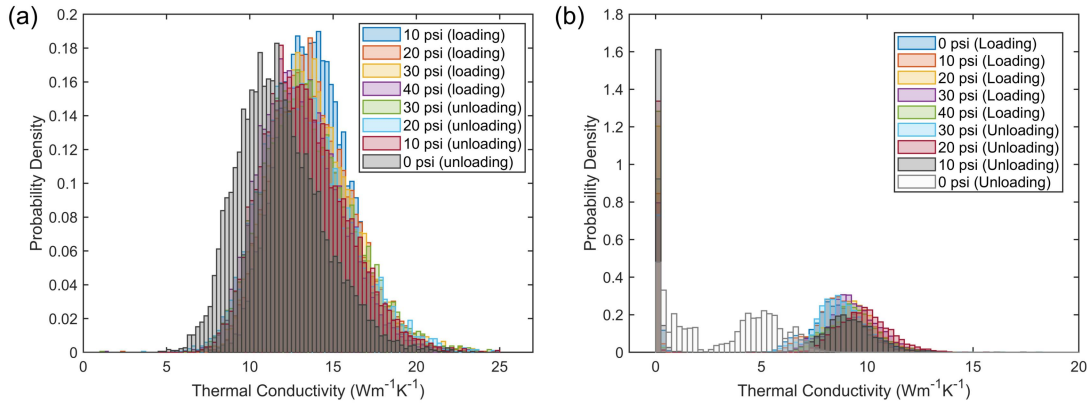 (a)
0.2
0.18
0.16
0.14
0.12
0.1
0.08
0.06
0.04
0.02
0
Probability Density
0
5
10
15
20
25
Thermal Conductivity (Wm⁻¹K⁻¹)
10 psi (loading)
20 psi (loading)
30 psi (loading)
40 psi (loading)
30 psi (unloading)
20 psi (unloading)
10 psi (unloading)
0 psi (unloading)
(b)
1.8
1.6
1.4
1.2
1.0
0.8
0.6
0.4
0.2
0
Probability Density
0
5
10
15
20
Thermal Conductivity (Wm⁻¹K⁻¹)
0 psi (Loading)
10 psi (Loading)
20 psi (Loading)
30 psi (Loading)
40 psi (Loading)
30 psi (Unloading)
20 psi (Unloading)
10 psi (Unloading)
0 psi (Unloading)